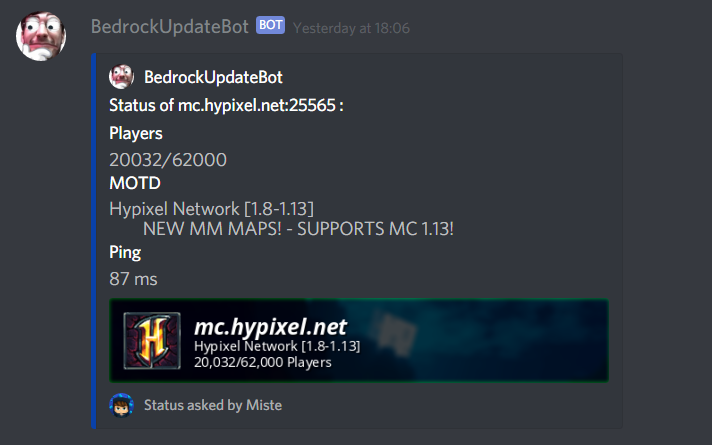 BedrockUpdateBot BOT Yesterday at 18:06
BedrockUpdateBot
Status of mc.hypixel.net:25565 :
Players
20032/62000
MOTD
Hypixel Network [1.8-1.13]
NEW MM MAPS! - SUPPORTS MC 1.13!
Ping
87 ms
H
mc.hypixel.net
Hypixel Network [1.8-1.13]
20,032/62,000 Players
Status asked by Miste